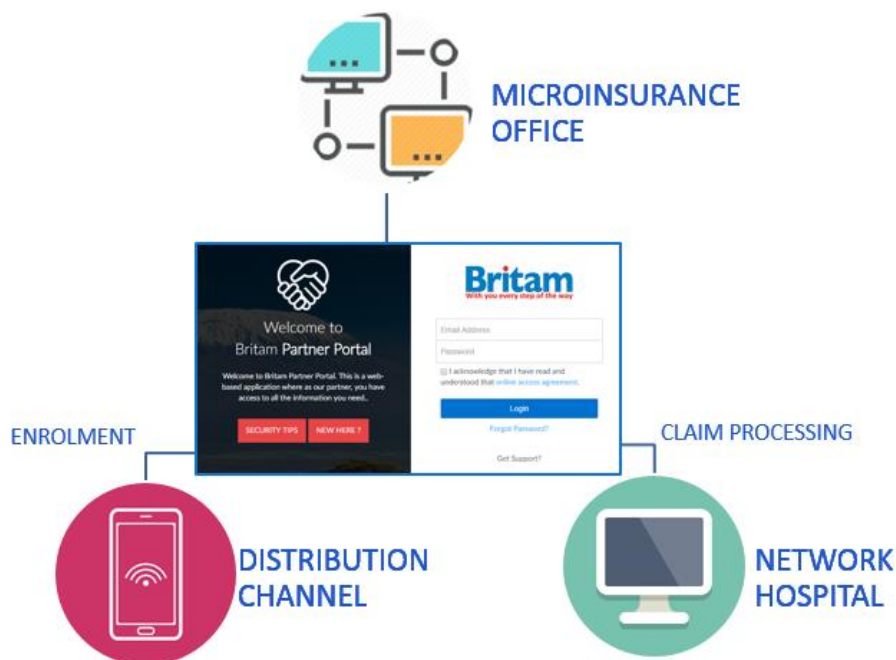 MICROINSURANCE
OFFICE
Britam
With you every step of the way
Welcome to
Britam Partner Portal
Welcome to Britam Partner Portal. This is a web-
based application where as our partner, you have
access to all the information you need..
SECURITY TIPS
NEW HERE ?
Email Address
Password
I acknowledge that I have read and
understood that online access agreement.
Login
Forgot Password?
Get Support?
ENROLMENT
CLAIM PROCESSING
DISTRIBUTION
CHANNEL
NETWORK
HOSPITAL